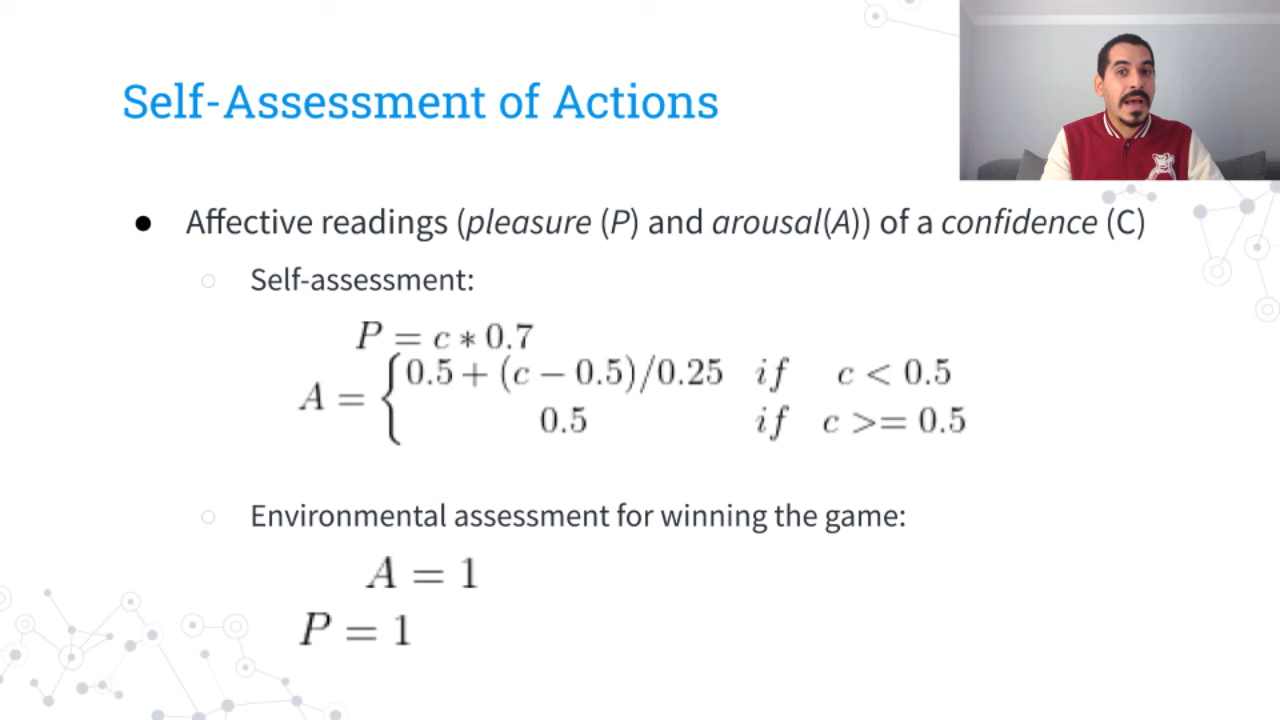 Self-Assessment of Actions
● Affective readings (pleasure (P) and arousal(A)) of a confidence (C)
○ Self-assessment:
P = c * 0.7
A = { 0.5 + (c − 0.5)/0.25 if c < 0.5
0.5 if c >= 0.5
○ Environmental assessment for winning the game:
A = 1
P = 1